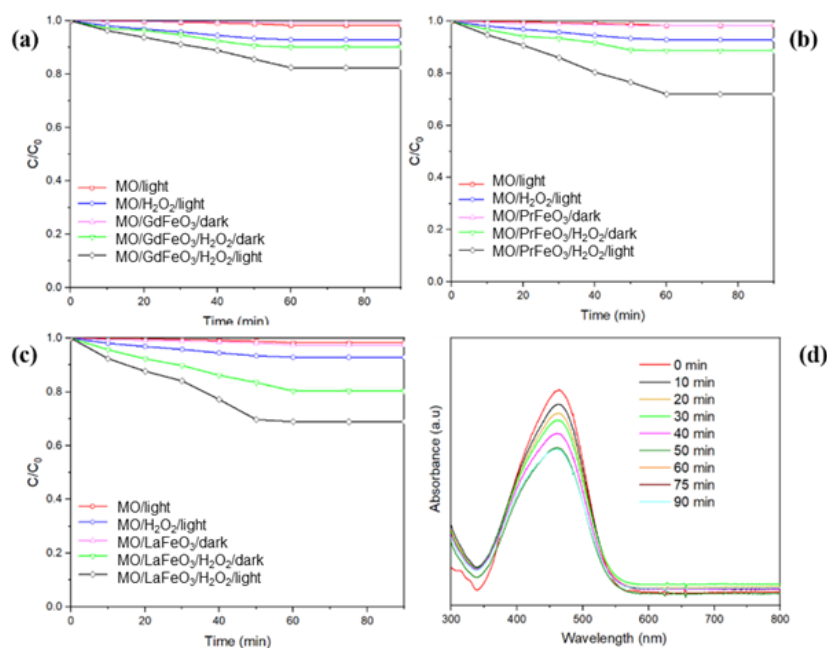 (a)
C/C₀
1.0
0.8
0.6
0.4
0.2
0.0
MO/light
MO/H₂O₂/light
MO/GdFeO₃/dark
MO/GdFeO₃/H₂O₂/dark
MO/GdFeO₃/H₂O₂/light
0 20 40 60 80
Time (min)
(b)
C/C₀
1.0
0.8
0.6
0.4
0.2
0.0
MO/light
MO/H₂O₂/light
MO/PrFeO₃/dark
MO/PrFeO₃/H₂O₂/dark
MO/PrFeO₃/H₂O₂/light
0 20 40 60 80
Time (min)
(c)
C/C₀
1.0
0.8
0.6
0.4
0.2
0.0
MO/light
MO/H₂O₂/light
MO/LaFeO₃/dark
MO/LaFeO₃/H₂O₂/dark
MO/LaFeO₃/H₂O₂/light
0 20 40 60 80
Time (min)
(d)
Absorbance (a.u)
0 min
10 min
20 min
30 min
40 min
50 min
60 min
75 min
90 min
300 400 500 600 700 800
Wavelength (nm)